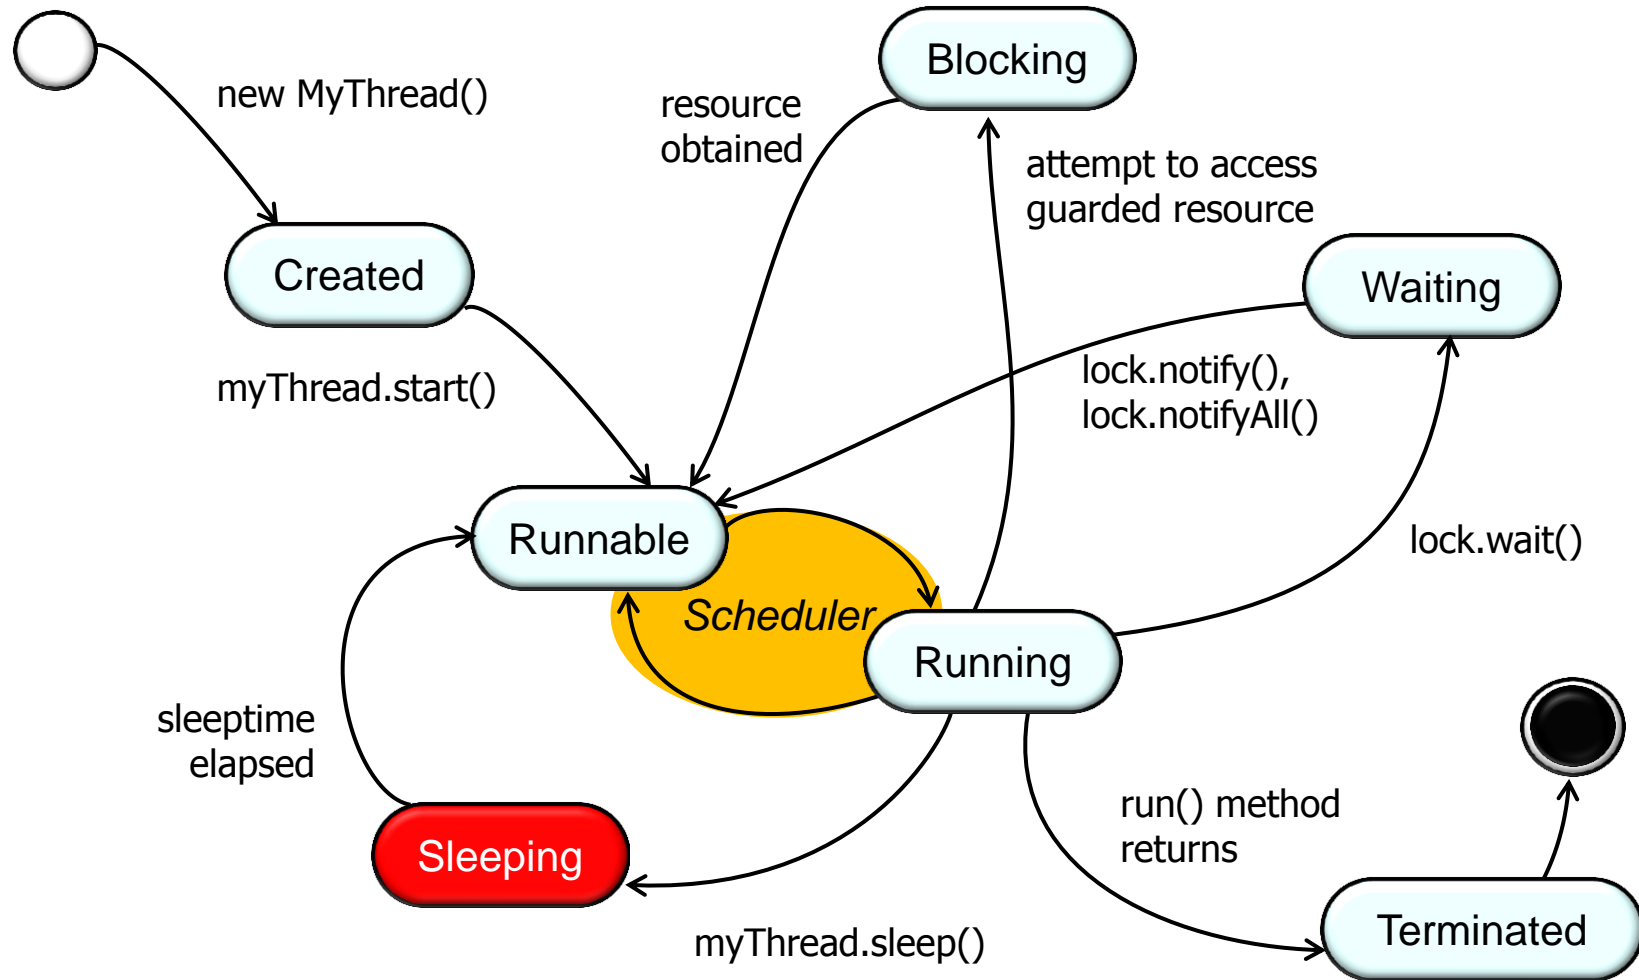 Blocking
new MyThread()
resource
obtained
attempt to access
guarded resource
Created
Waiting
myThread.start()
lock.notify(),
lock.notifyAll()
Runnable
lock.wait()
Scheduler
Running
sleeptime
elapsed
run() method
returns
Sleeping
Terminated
myThread.sleep()